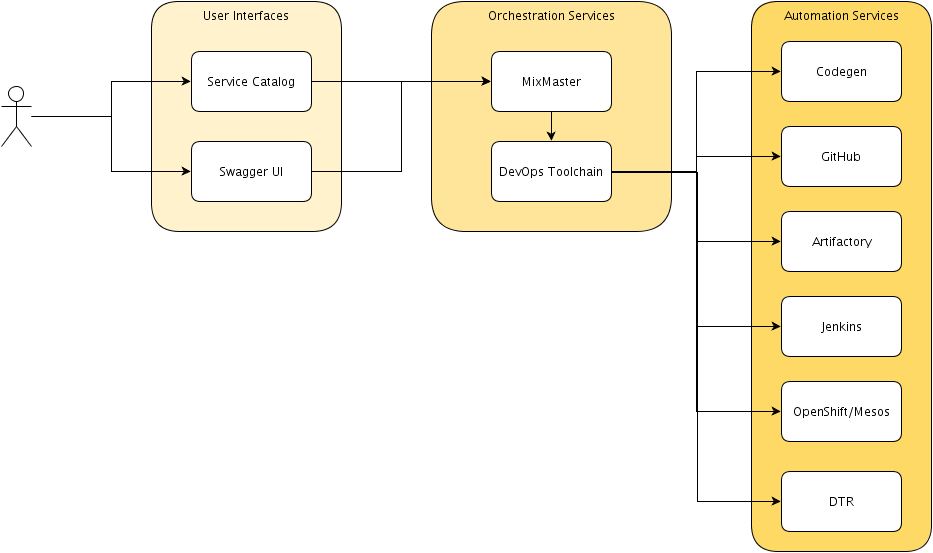 User Interfaces
Service Catalog
Swagger UI
Orchestration Services
MixMaster
DevOps Toolchain
Automation Services
Codegen
GitHub
Artifactory
Jenkins
OpenShift/Mesos
DTR